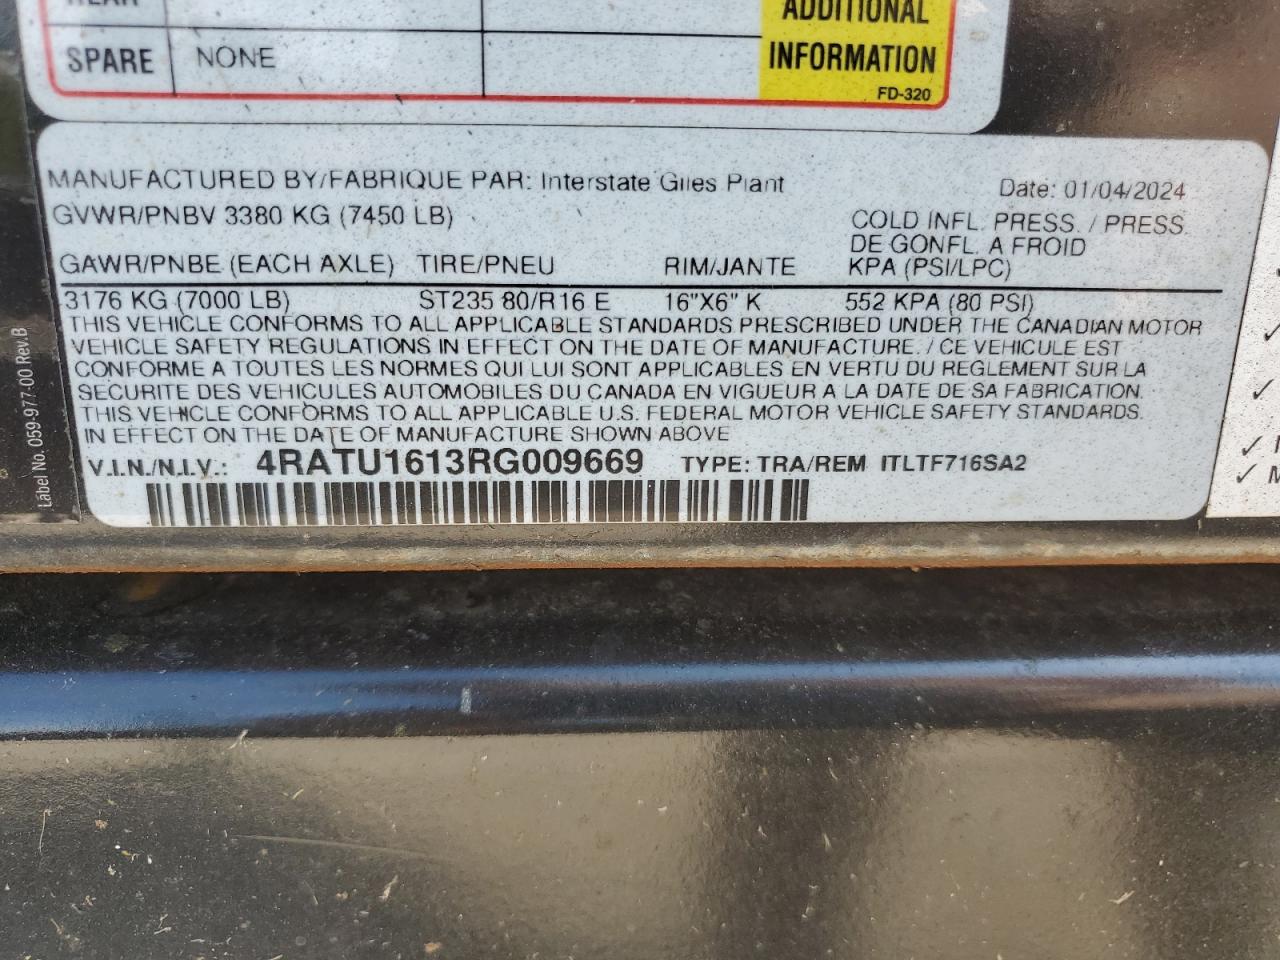 ADDITIONAL
SPARE NONE INFORMATION
FD-320
MANUFACTURED BY/FABRIQUE PAR: Interstate Giles Plant
Date: 01/04/2024
GVWR/PNBV 3380 KG (7450 LB)
COLD INFL. PRESS. / PRESS.
DE GONFL. A FROID
GAWR/PNBE (EACH AXLE) TIRE/PNEU RIM/JANTE KPA (PSI/LPC)
3176 KG (7000 LB) ST235 80/R16 E 16"X6" K 552 KPA (80 PSI)
THIS VEHICLE CONFORMS TO ALL APPLICABLE STANDARDS PRESCRIBED UNDER THE CANADIAN MOTOR
VEHICLE SAFETY REGULATIONS IN EFFECT ON THE DATE OF MANUFACTURE. / CE VEHICULE EST
CONFORME A TOUTES LES NORMES QUI LUI SONT APPLICABLES EN VERTU DU REGLEMENT SUR LA
SECURITE DES VEHICULES AUTOMOBILES DU CANADA EN VIGUEUR A LA DATE DE SA FABRICATION.
THIS VEHICLE CONFORMS TO ALL APPLICABLE U.S. FEDERAL MOTOR VEHICLE SAFETY STANDARDS.
IN EFFECT ON THE DATE OF MANUFACTURE SHOWN ABOVE
V.I.N./N.I.V.: 4RATU1613RG009669 TYPE: TRA/REM ITLTF716SA2
Label No. 059-977-00 Rev.B